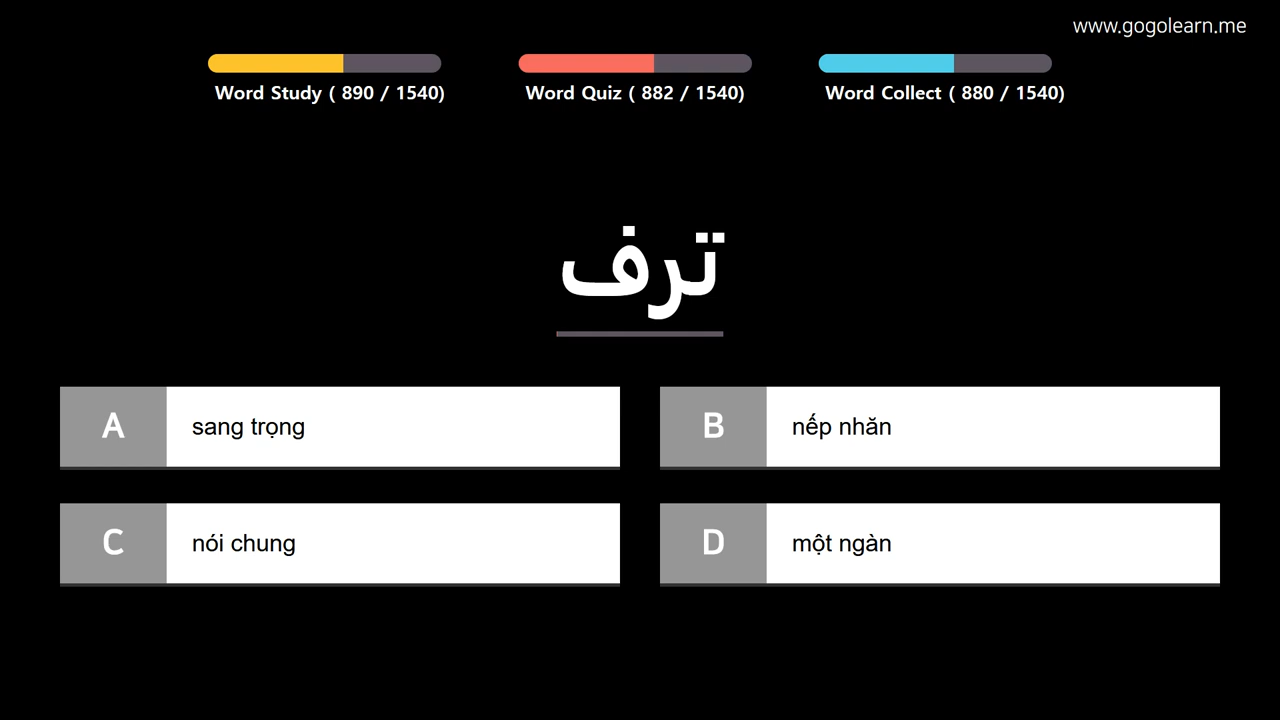 www.gogolearn.me
Word Study ( 890 / 1540)
Word Quiz ( 882 / 1540)
Word Collect ( 880 / 1540)
ترف
A
sang trọng
B
nếp nhăn
C
nói chung
D
một ngàn